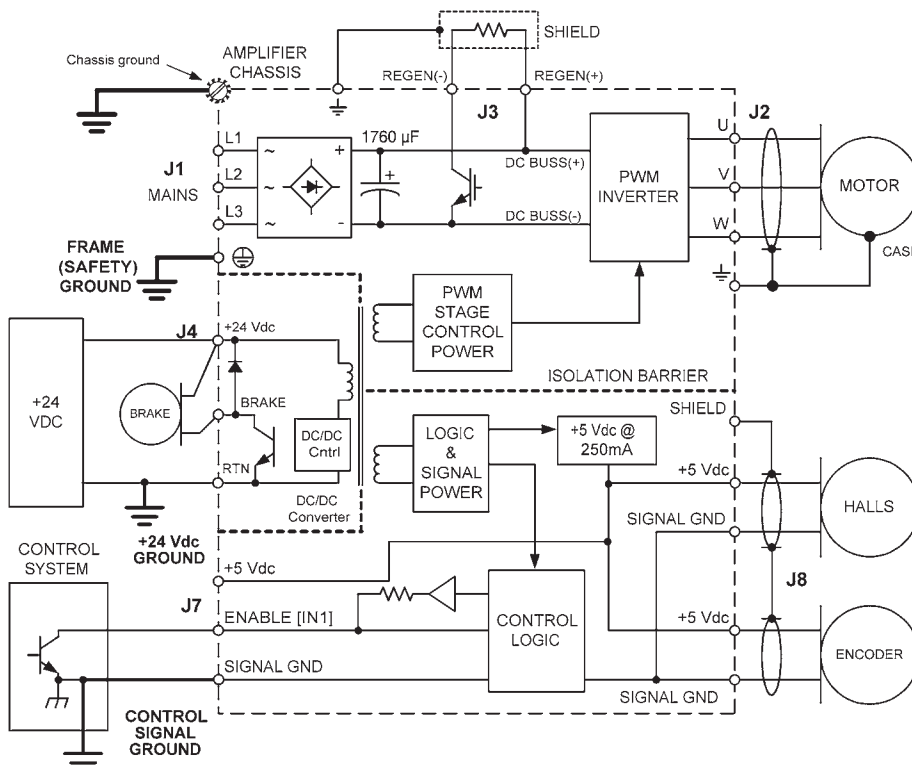 SHIELD
Chassis ground
AMPLIFIER
CHASSIS
REGEN(-)
REGEN(+)
J3
J2
J1
MAINS
L1
L2
L3
~
~
~
+
-
1760 µF
+
DC BUSS(+)
DC BUSS(-)
PWM
INVERTER
U
V
W
MOTOR
CASE
FRAME
(SAFETY)
GROUND
PWM
STAGE
CONTROL
POWER
ISOLATION BARRIER
J4
+24 Vdc
+24
VDC
BRAKE
BRAKE
RTN
DC/DC
Cntrl
DC/DC
Converter
+24 Vdc
GROUND
LOGIC
&
SIGNAL
POWER
+5 Vdc @
250mA
SHIELD
+5 Vdc
SIGNAL GND
HALLS
J8
+5 Vdc
SIGNAL GND
ENCODER
CONTROL
SYSTEM
J7
+5 Vdc
ENABLE [IN1]
SIGNAL GND
CONTROL
LOGIC
CONTROL
SIGNAL
GROUND